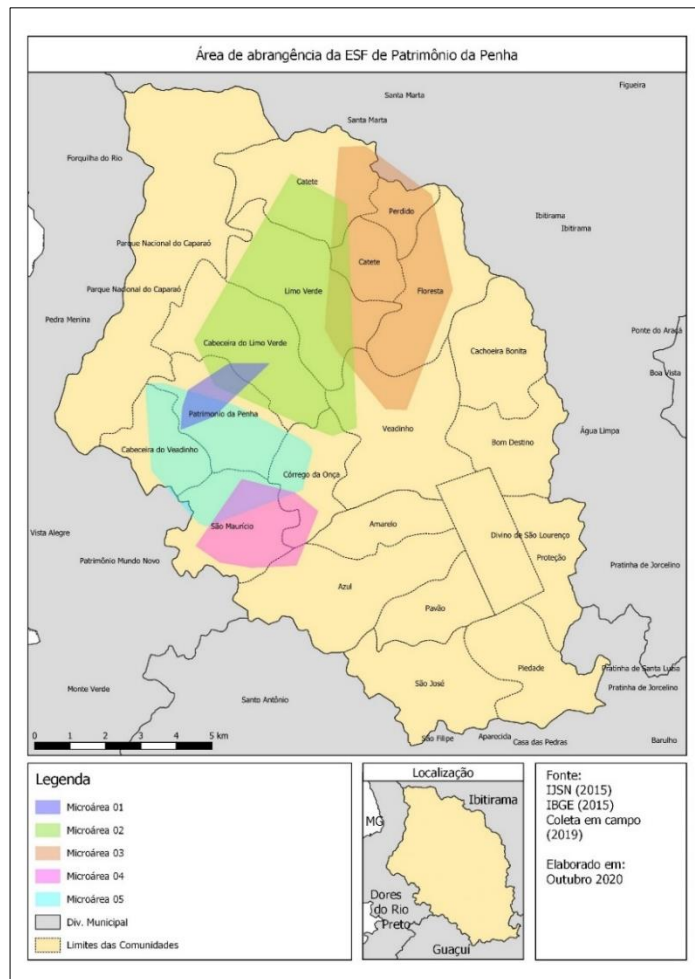 Área de abrangência da ESF de Patrimônio da Penha
Figueira
Santa Marta
Santa Marta
Forquilha do Rio
Catete
Perdido
Ibitirama
Ibitirama
Parque Nacional do Caparaó
Catete
Parque Nacional do Caparaó
Limo Verde
Floresta
Pedra Menina
Ponte do Araçá
Cabeceira do Limo Verde
Cachoeira Bonita
Boa Vista
Patrimonio da Penha
Veadinho
Água Limpa
Cabeceira do Veadinho
Bom Destino
Córrego da Onça
São Maurício
Amarelo
Vista Alegre
Divino de São Lourenço
Patrimônio Mundo Novo
Proteção
Pratinha de Jorcelino
Azul
Pavão
Piedade
Pratinha de Santa Luzia
São José
Monte Verde
Pratinha de Jorcelino
Santo Antônio
São Filipe
Aparecida
Casa das Pedras
Barulho
0 1 2 3 4 5 km
Legenda
Microárea 01
Microárea 02
Microárea 03
Microárea 04
Microárea 05
Div. Municipal
Limites das Comunidades
Localização
Ibitirama
MG
Dores
do Rio
Preto
Guaçuí
Fonte:
IJSN (2015)
IBGE (2015)
Coleta em campo
(2019)
Elaborado em:
Outubro 2020